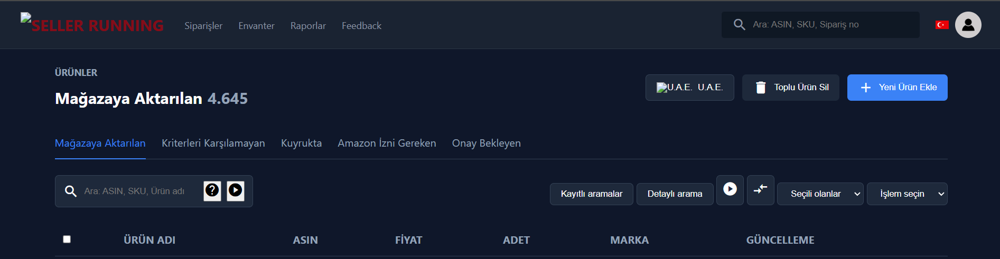 SELLER RUNNING Siparişler Envanter Raporlar Feedback Ara: ASIN, SKU, Sipariş no
ÜRÜNLER
Mağazaya Aktarılan 4.645
U.A.E. U.A.E. Toplu Ürün Sil Yeni Ürün Ekle
Mağazaya Aktarılan Kriterleri Karşılamayan Kuyrukta Amazon İzni Gereken Onay Bekleyen
Ara: ASIN, SKU, Ürün adı Kayıtlı aramalar Detaylı arama Seçili olanlar İşlem seçin
ÜRÜN ADI ASIN FİYAT ADET MARKA GÜNCELLEME